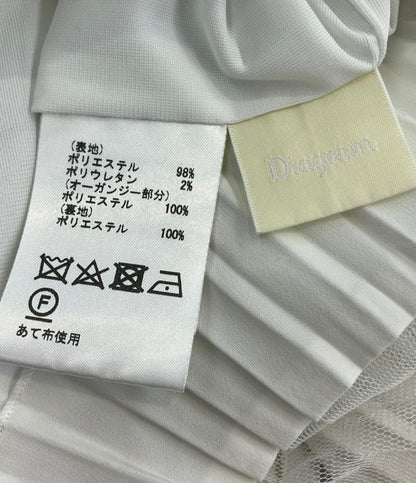 (表地)
ポリエステル 98%
ポリウレタン 2%
(オーガンジー部分)
ポリエステル 100%
(裏地)
ポリエステル 100%
F
あて布使用